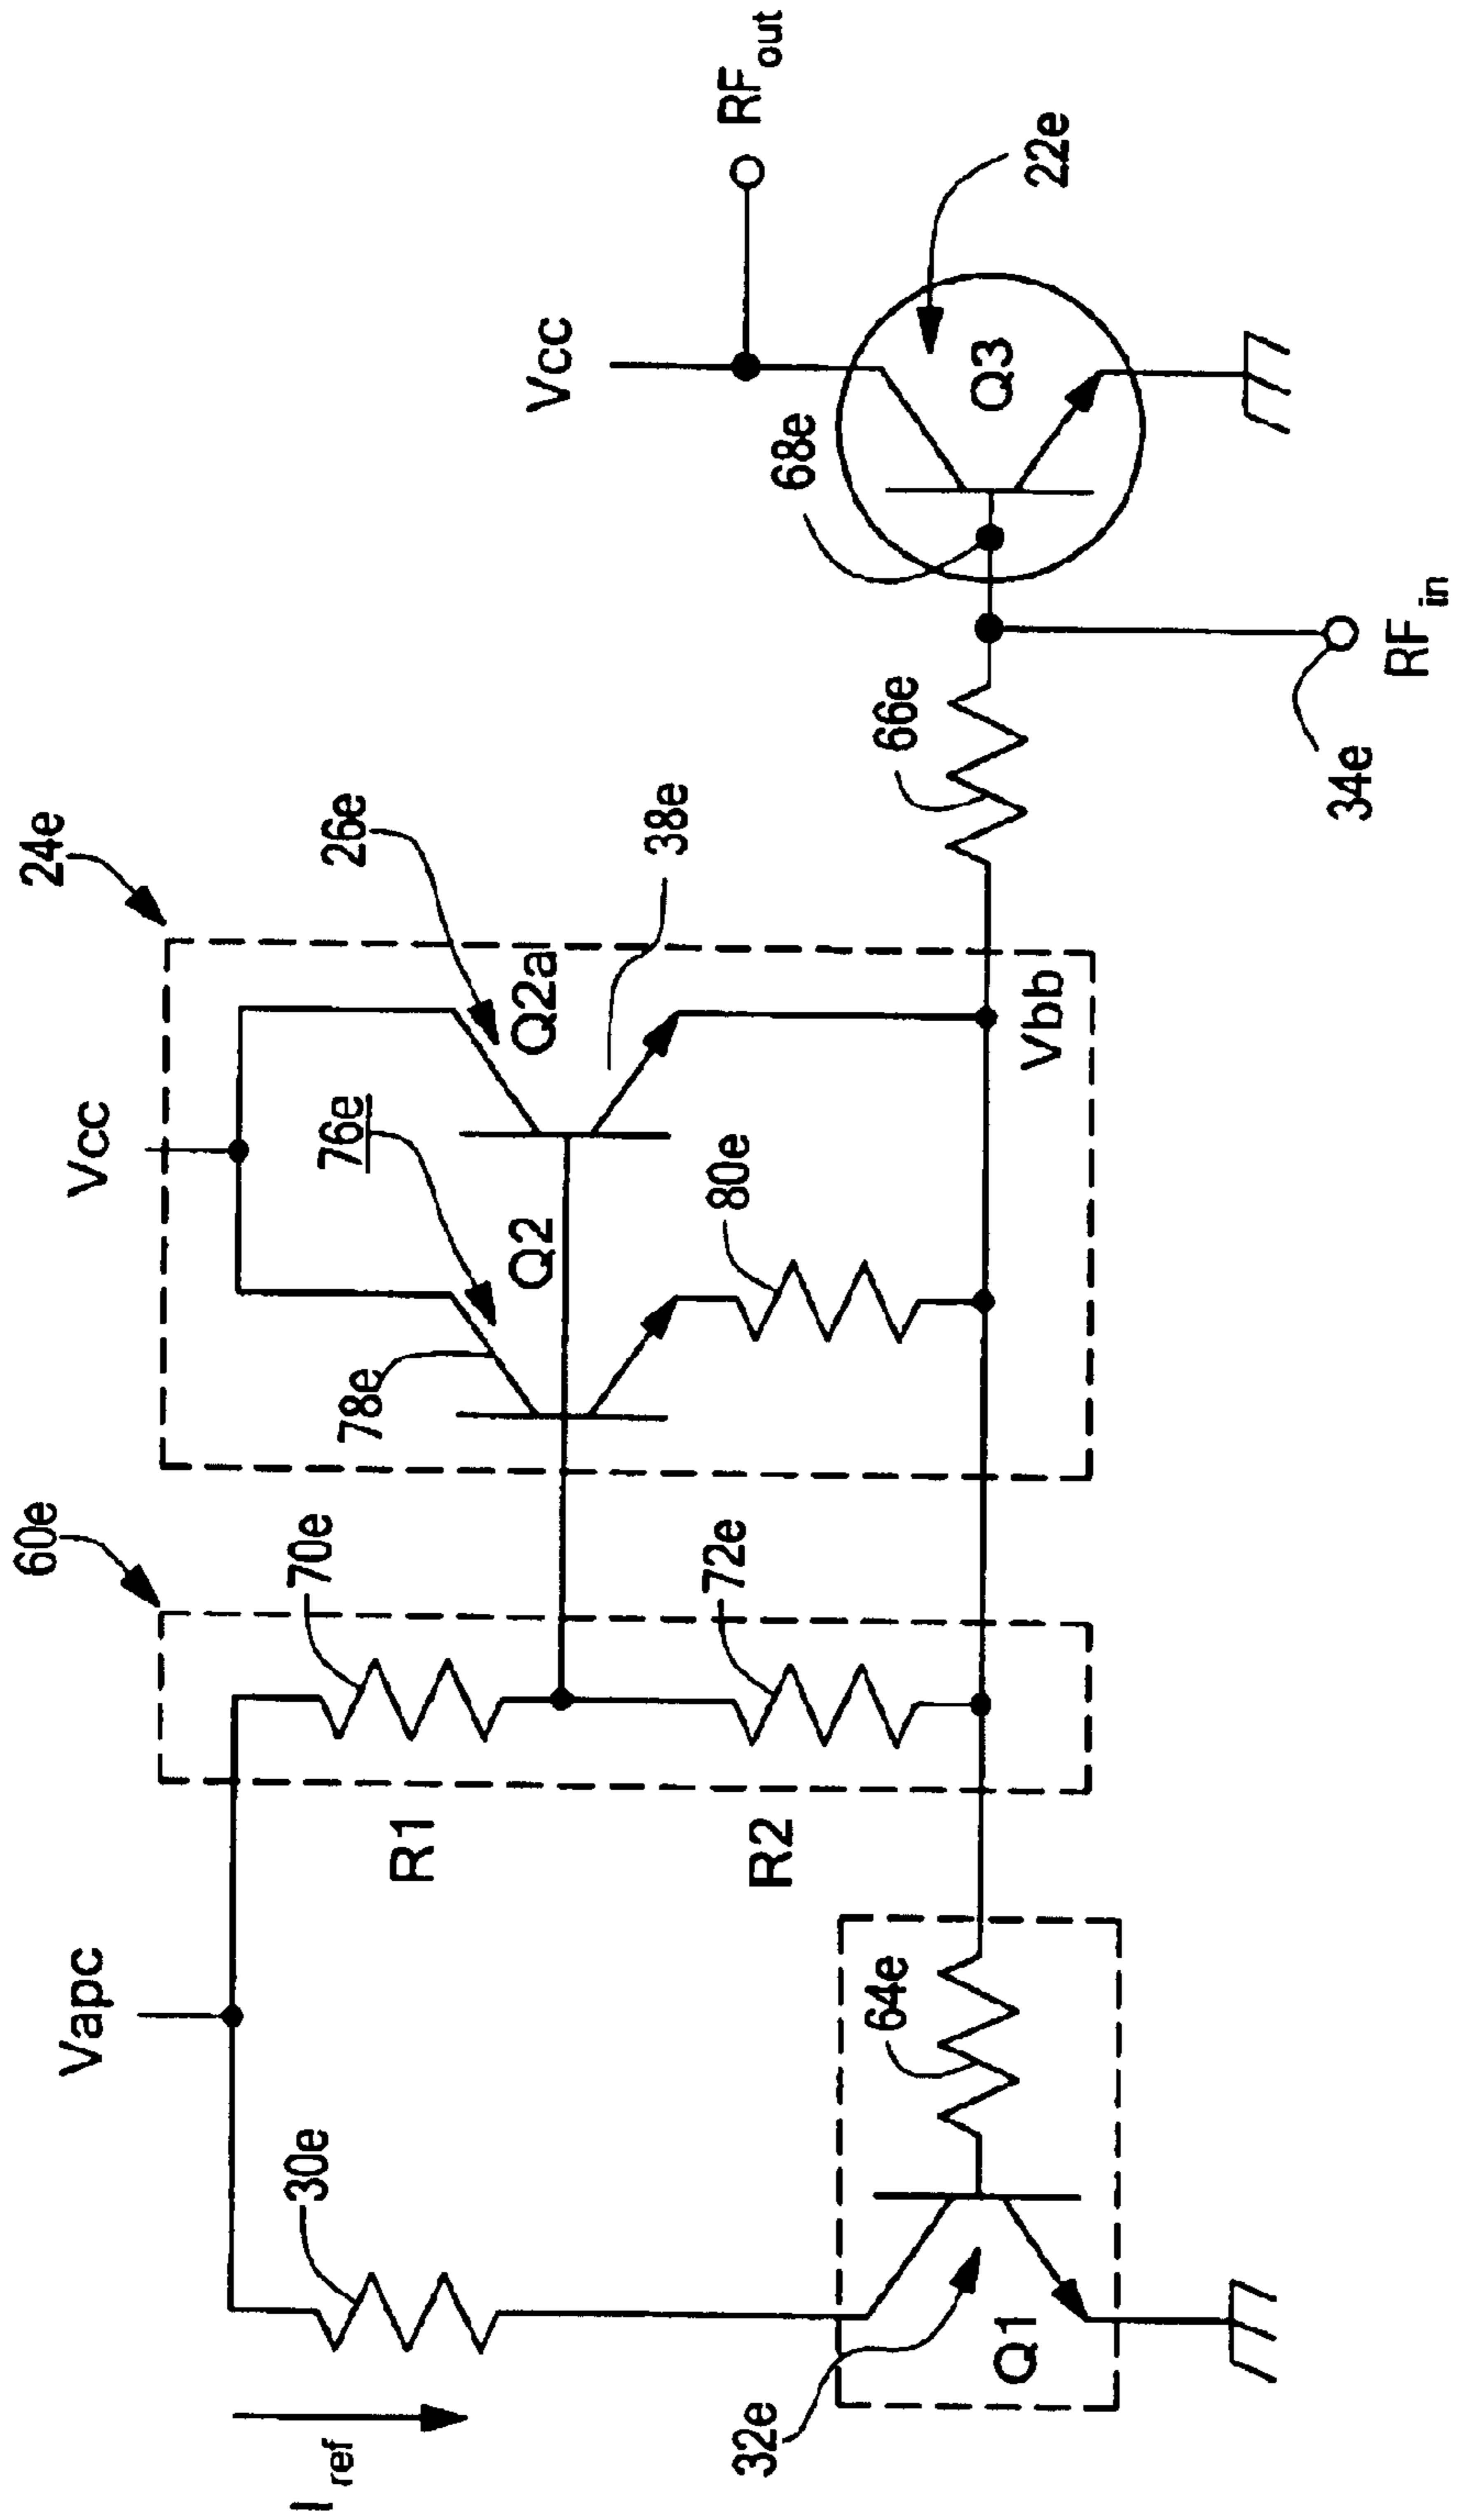 24e
60e
Vcc
Vapc
26e
76e
Vcc
RFout
78e
Q2
Q2a
70e
30e
Iref
R1
38e
80e
72e
R2
68e
66e
22e
Q3
64e
Vbb
32e
Q1
34e
RFin